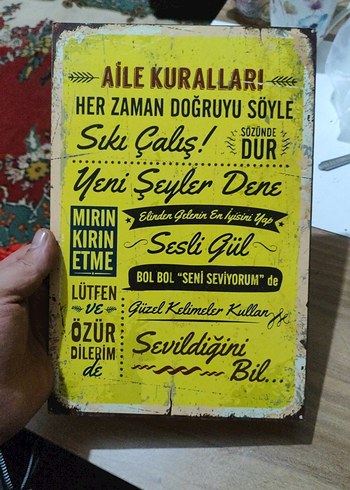 AİLE KURALLARI
HER ZAMAN DOĞRUYU SÖYLE
Sıkı Çalış!
SÖZÜNDE
DUR
Yeni Şeyler Dene
MIRIN
KIRIN
ETME
Elinden Gelenin En İyisini Yap
Sesli Gül
BOL BOL "SENİ SEVİYORUM" de
LÜTFEN
ve
ÖZÜR
DİLERİM
de
Güzel Kelimeler Kullan
Sevildiğini
Bil...